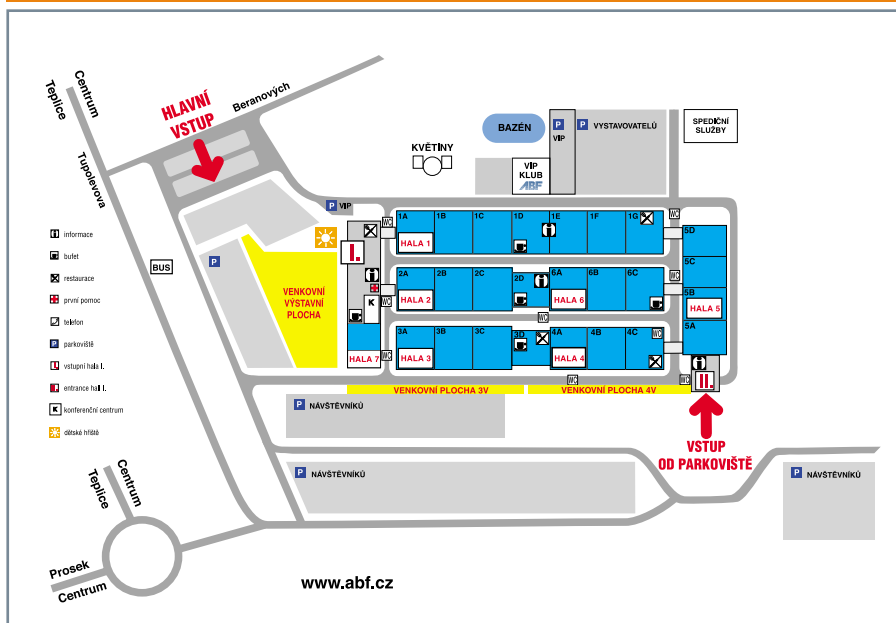 Centrum
Teplice
Tupolevova
HLAVNÍ
VSTUP
Beranových
KVĚTINY
BAZÉN
P
VIP
P VYSTAVOVATELŮ
SPEDIČNÍ
SLUŽBY
VIP
KLUB
ABF
P VIP
informace
bufet
restaurace
první pomoc
telefon
P parkoviště
I. vstupní hala I.
entrance hall I.
K konferenční centrum
dětské hřiště
BUS
P
VENKOVNÍ
VÝSTAVNÍ
PLOCHA
I.
K
HALA 7
WC
WC
WC
1A 1B 1C 1D 1E 1F 1G
HALA 1
WC
2A 2B 2C 2D 6A 6B 6C
HALA 2
HALA 6
WC
WC
3A 3B 3C 3D 4A 4B 4C
WC
HALA 3
HALA 4
5D
5C
5B
HALA 5
5A
II.
WC
WC
VENKOVNÍ PLOCHA 3V
VENKOVNÍ PLOCHA 4V
P NÁVŠTĚVNÍKŮ
VSTUP
OD PARKOVIŠTĚ
P NÁVŠTĚVNÍKŮ
P NÁVŠTĚVNÍKŮ
Centrum
Teplice
Prosek
Centrum
www.abf.cz